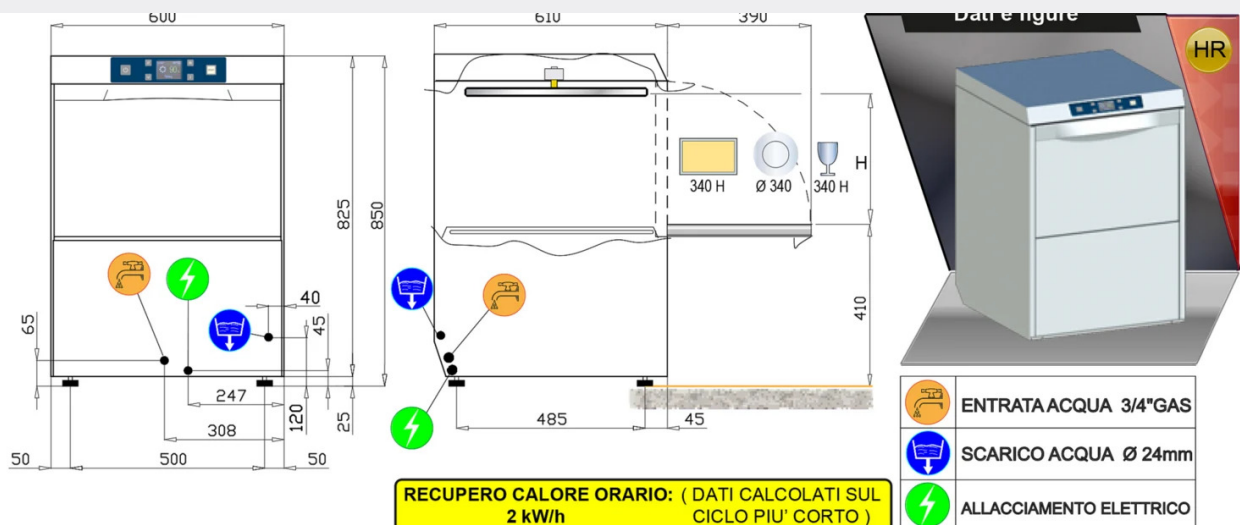 600
610
390
Dati e figure
HR
825
850
H
340 H
Ø 340
340 H
410
65
40
45
247
120
25
308
485
45
50
500
50
ENTRATA ACQUA 3/4"GAS
SCARICO ACQUA Ø 24mm
ALLACCIAMENTO ELETTRICO
RECUPERO CALORE ORARIO: ( DATI CALCOLATI SUL
2 kW/h CICLO PIU' CORTO )